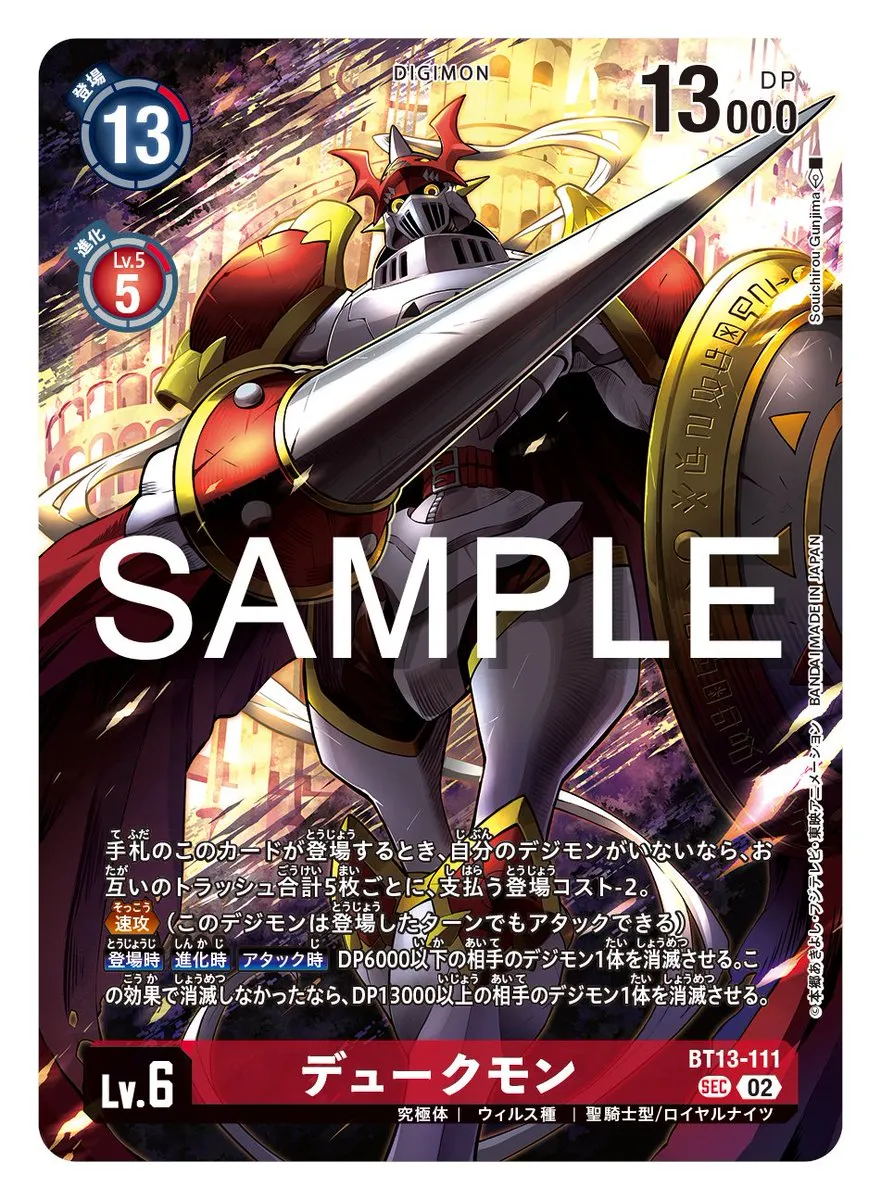 登場
13
DIGIMON
13000
DP
進化
Lv.5
5
Souichirou Gunjima
SAMPLE
©本郷あきよし・フジテレビ・東映アニメーション BANDAI MADE IN JAPAN
手札のこのカードが登場するとき、自分のデジモンがいないなら、お
互いのトラッシュ合計5枚ごとに、支払う登場コスト-2。
速攻 (このデジモンは登場したターンでもアタックできる)
登場時 進化時 アタック時 DP6000以下の相手のデジモン1体を消滅させる。こ
の効果で消滅しなかったなら、DP13000以上の相手のデジモン1体を消滅させる。
Lv.6
デュークモン
BT13-111
SEC 02
究極体 | ウィルス種 | 聖騎士型/ロイヤルナイツ